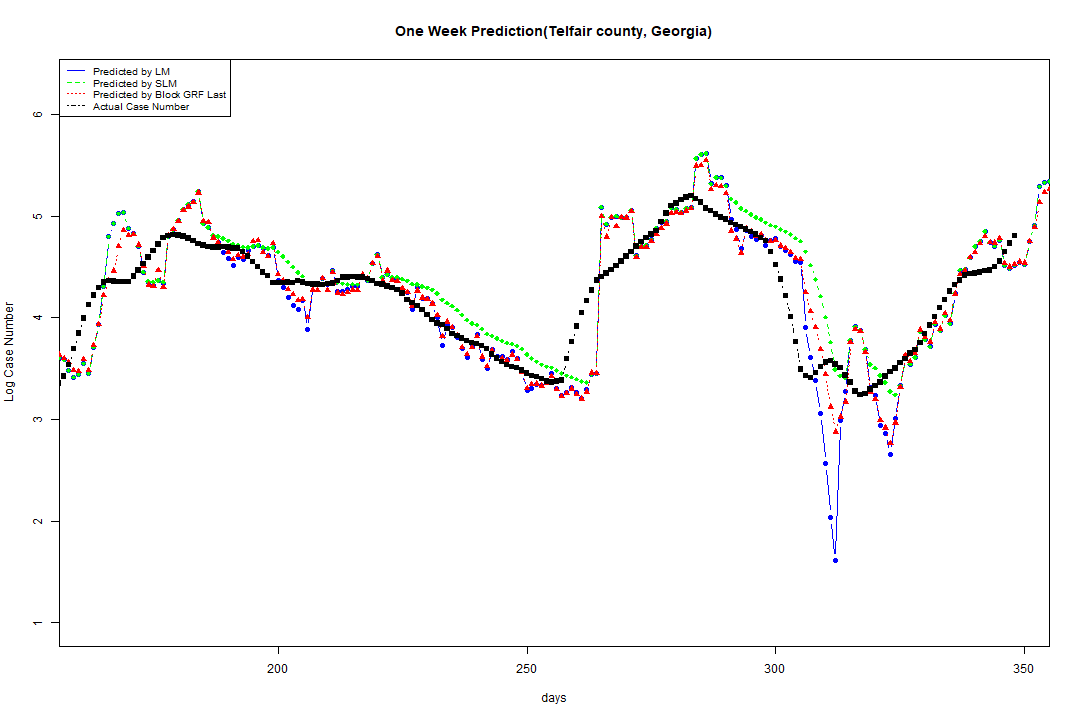 One Week Prediction(Telfair county, Georgia)
Predicted by LM
Predicted by SLM
Predicted by Block GRF Last
Actual Case Number
6
5
4
3
2
1
Log Case Number
200 250 300 350
days